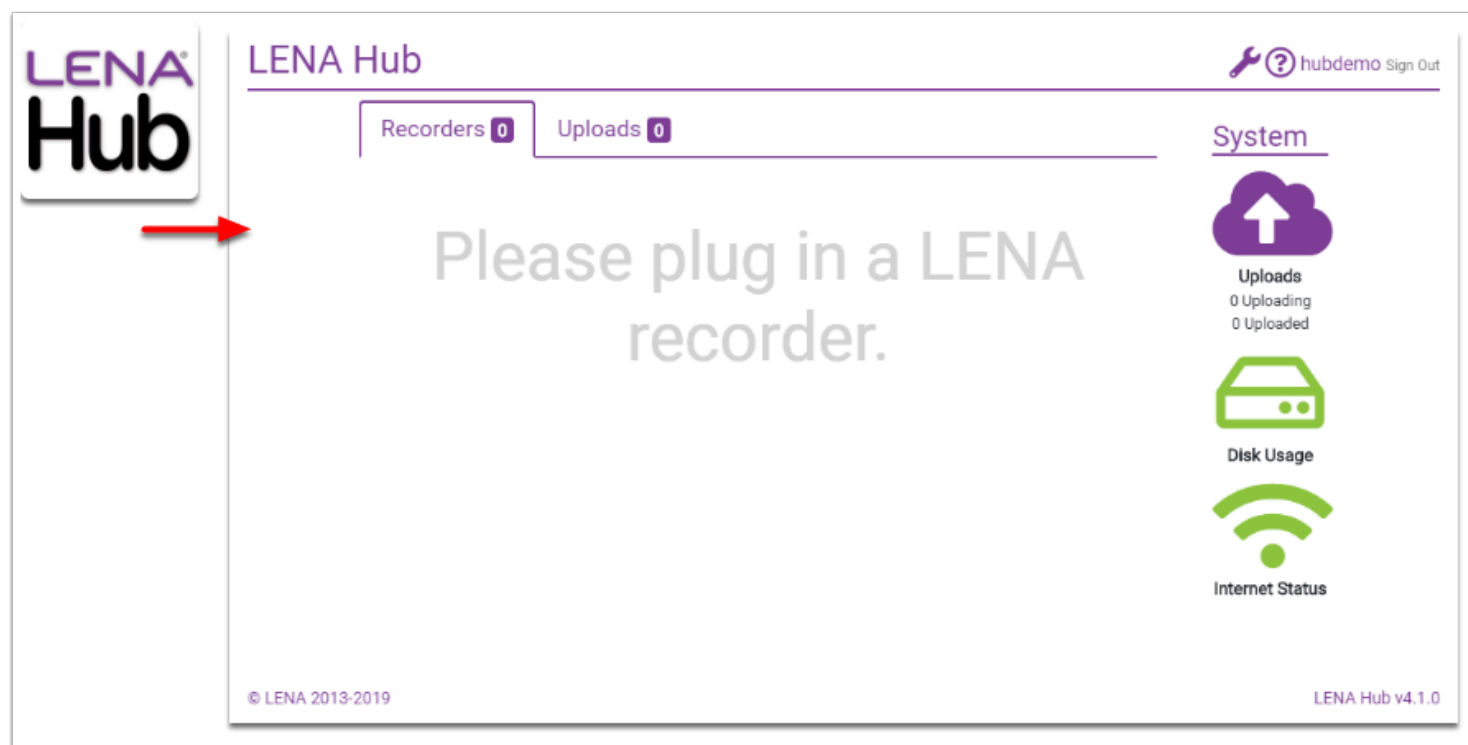 LENA®
Hub
LENA Hub
hubdemo Sign Out
Recorders 0
Uploads 0
Please plug in a LENA
recorder.
System
Uploads
0 Uploading
0 Uploaded
Disk Usage
Internet Status
© LENA 2013-2019
LENA Hub v4.1.0